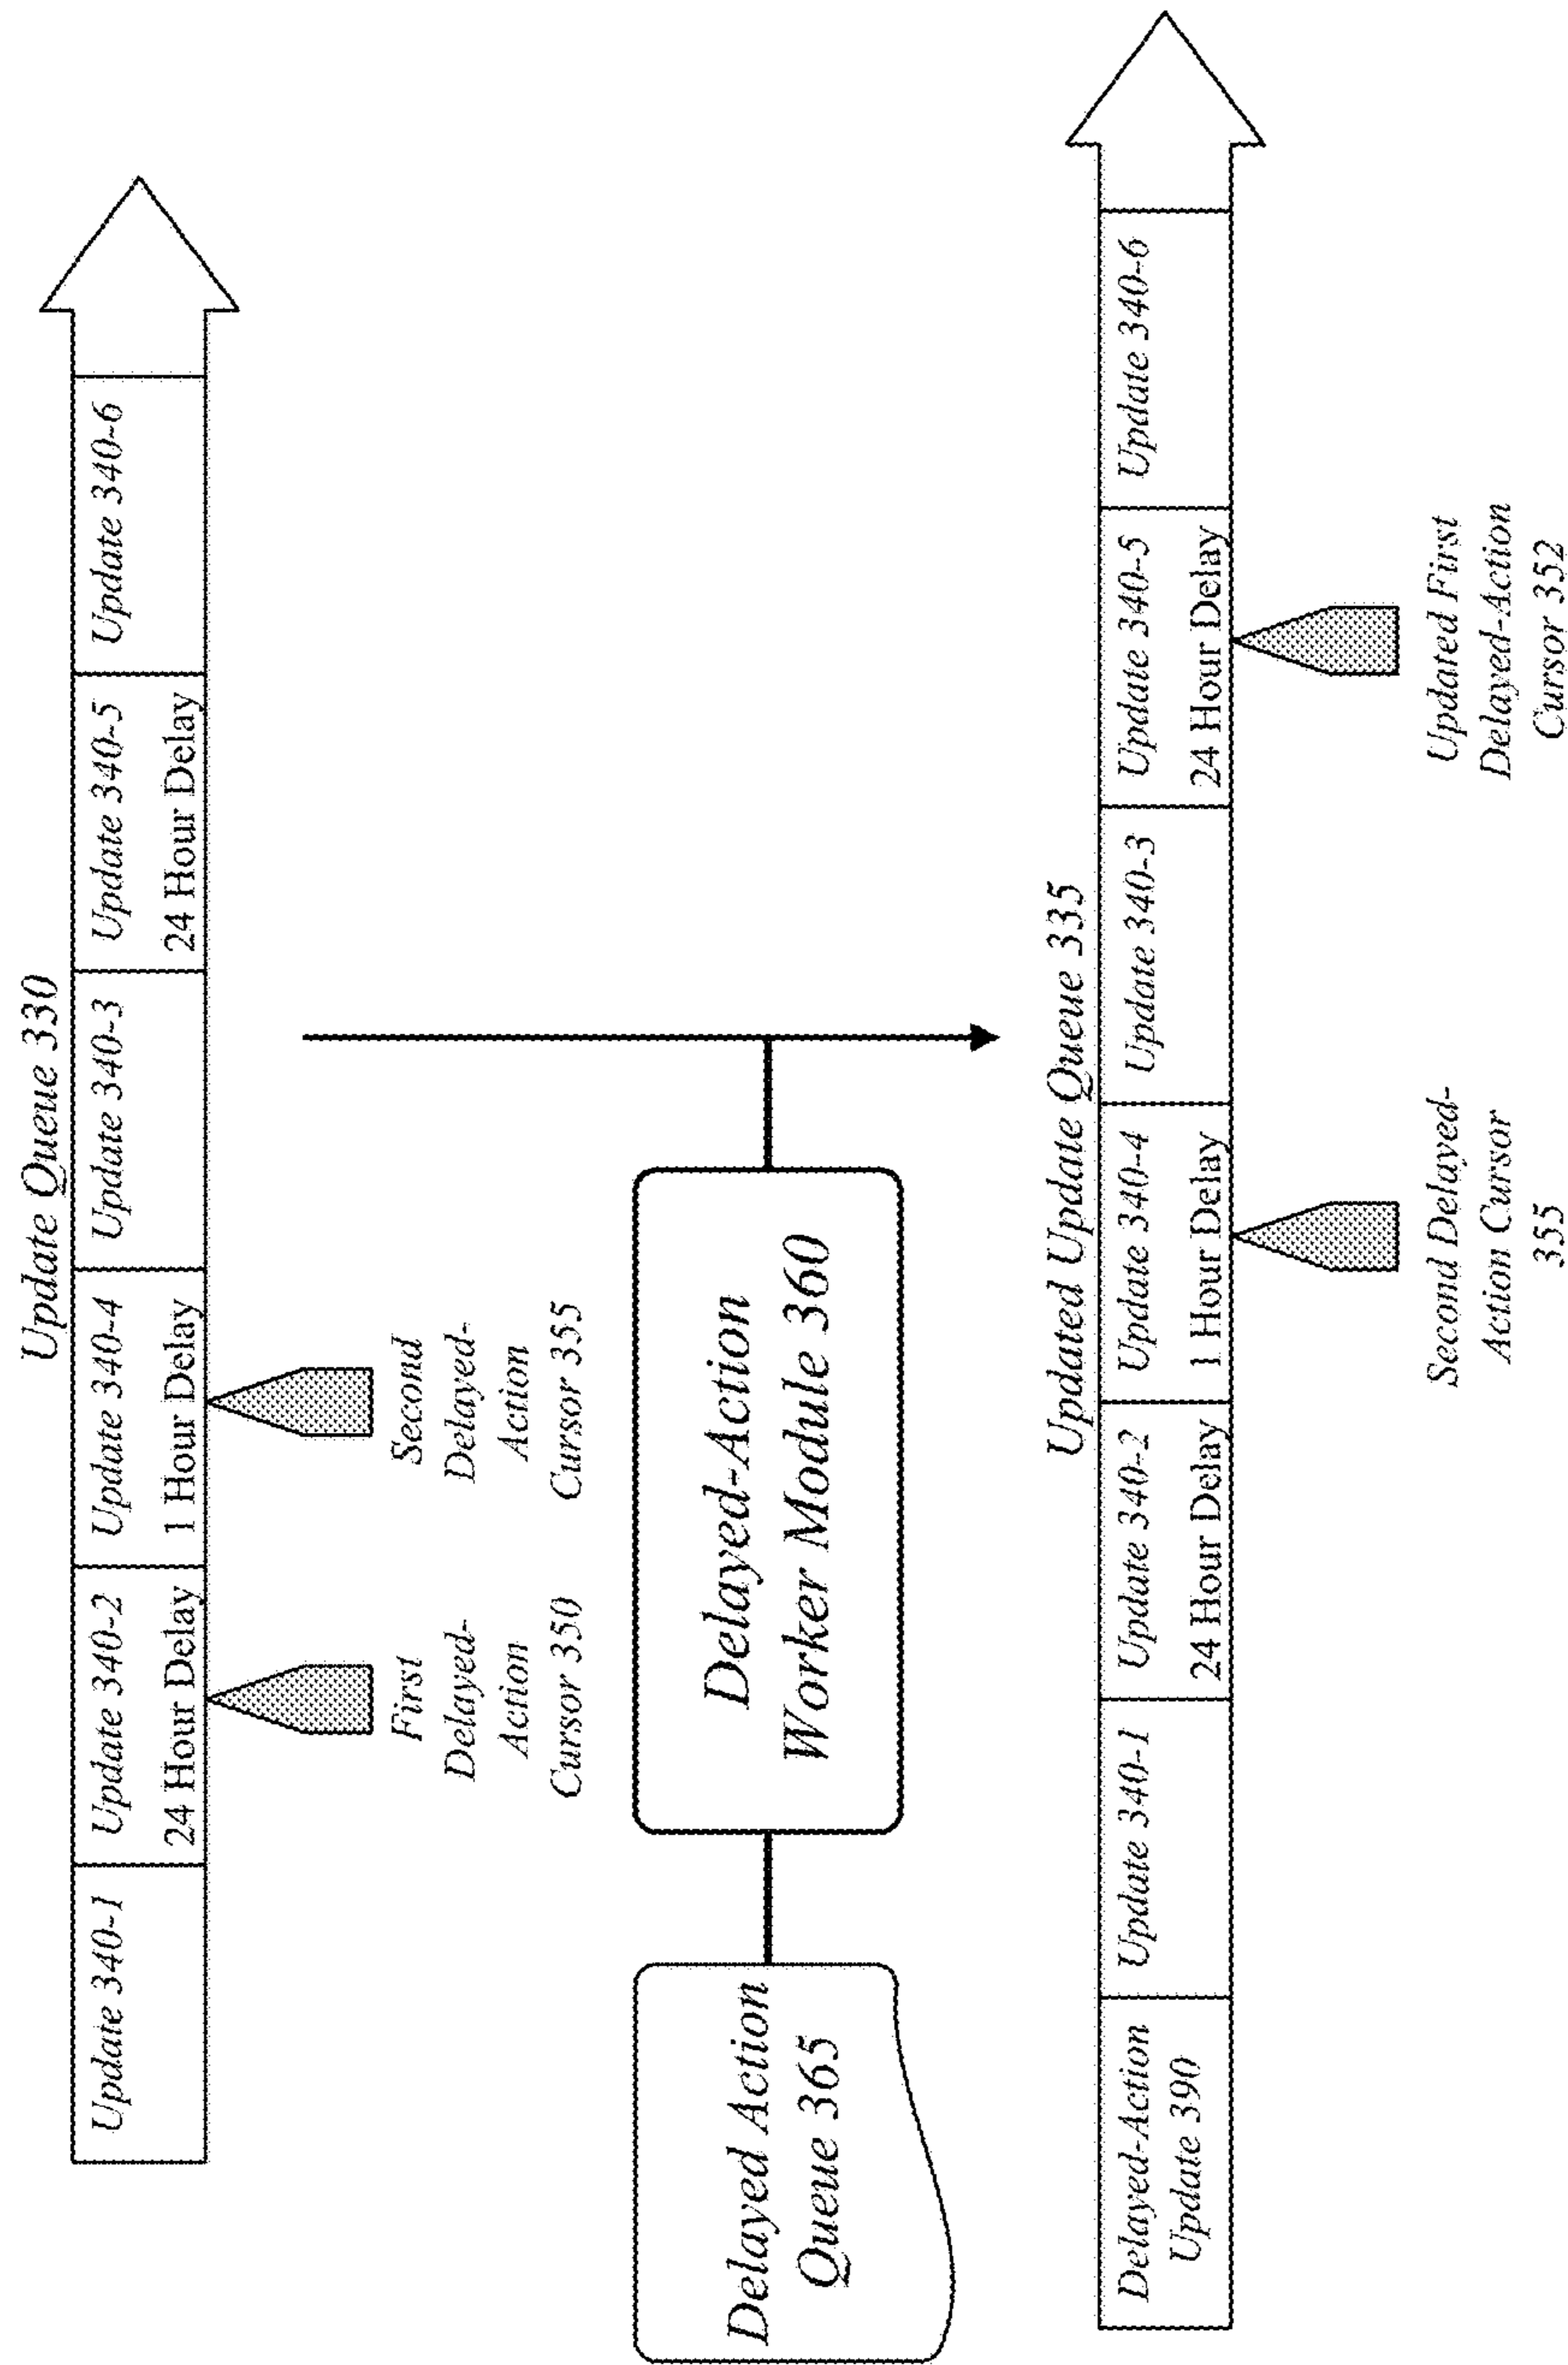 Update Queue 330
Update 340-1
Update 340-2
24 Hour Delay
Update 340-4
1 Hour Delay
Update 340-3
Update 340-5
24 Hour Delay
Update 340-6
First
Delayed-
Action
Cursor 350
Second
Delayed-
Action
Cursor 355
Delayed Action
Queue 365
Delayed-Action
Worker Module 360
Updated Update Queue 335
Delayed-Action
Update 390
Update 340-1
Update 340-2
24 Hour Delay
Update 340-4
1 Hour Delay
Update 340-3
Update 340-5
24 Hour Delay
Update 340-6
Second Delayed-
Action Cursor
355
Updated First
Delayed-Action
Cursor 352